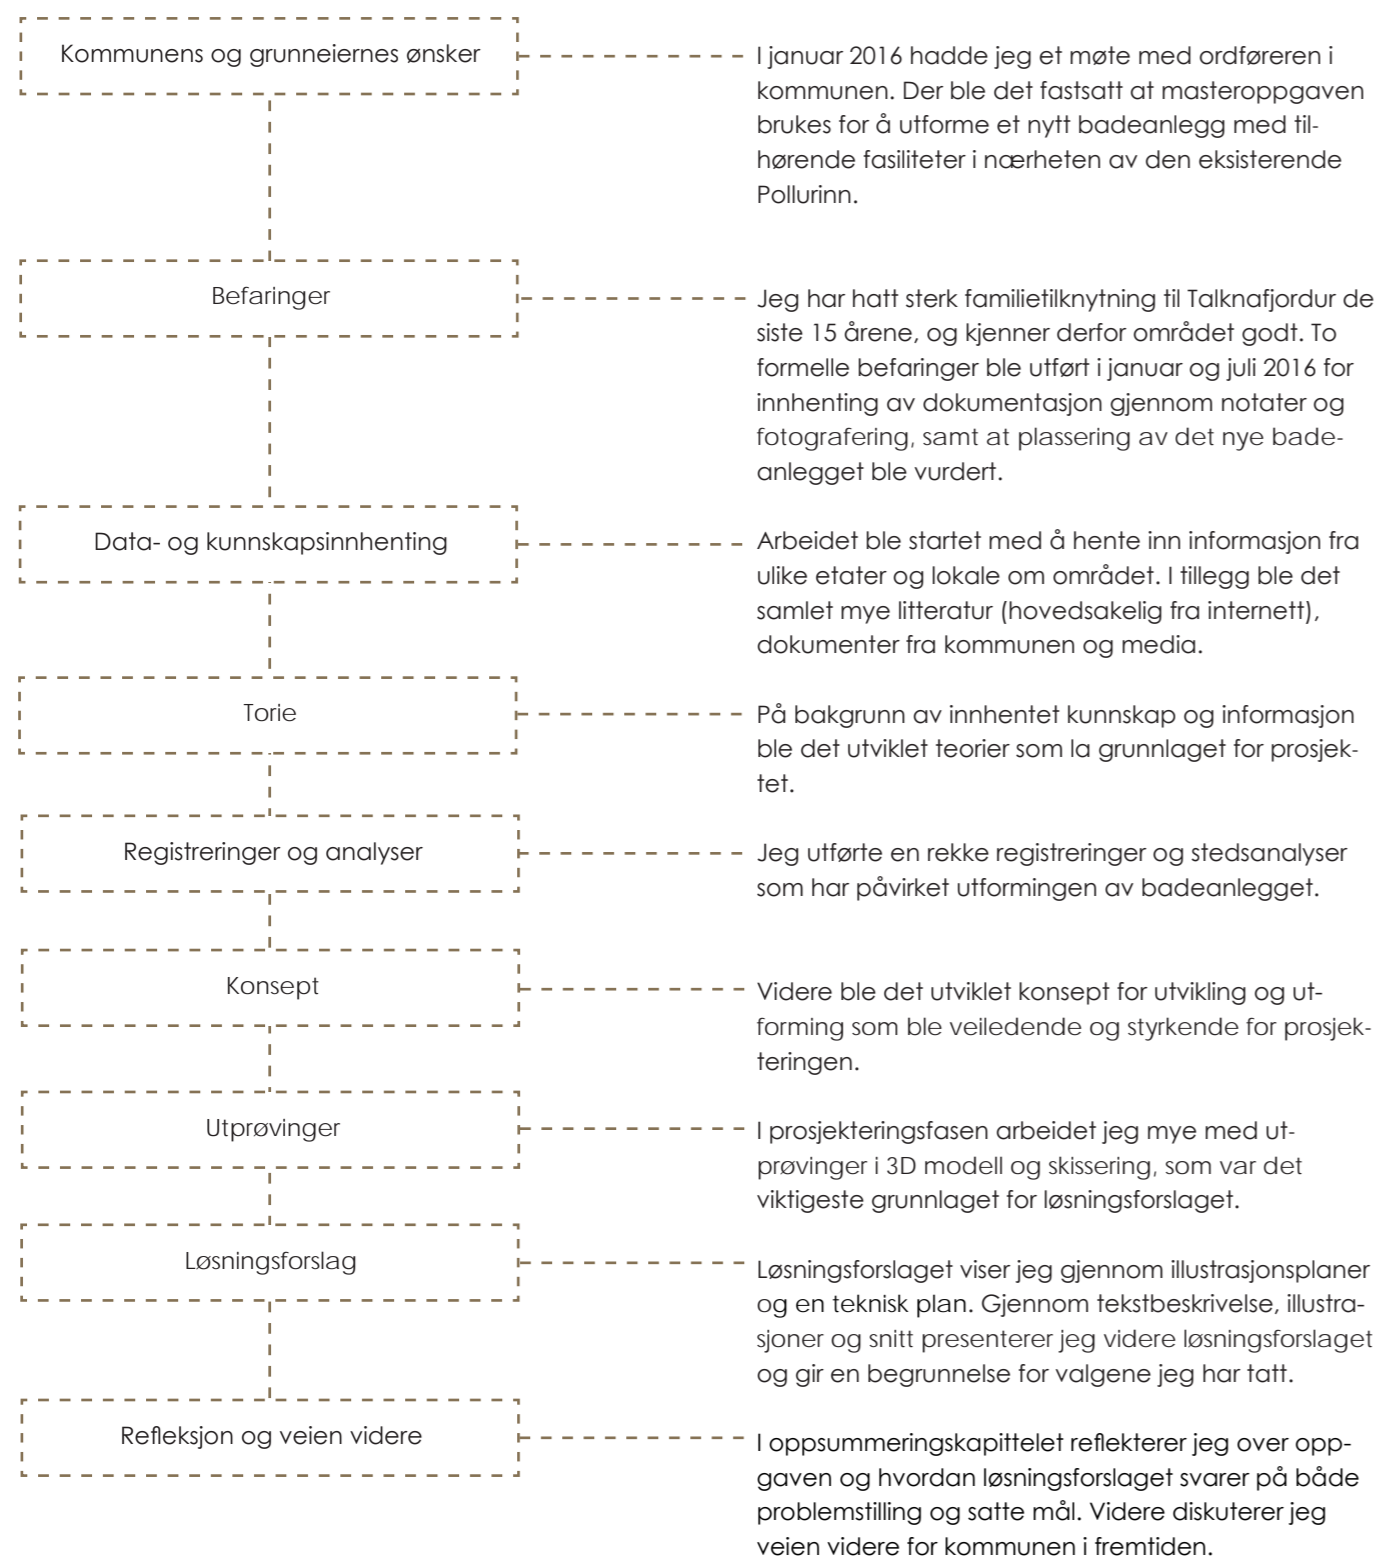 Kommunens og grunneiernes ønsker
I januar 2016 hadde jeg et møte med ordføreren i
kommunen. Der ble det fastsatt at masteroppgaven
brukes for å utforme et nytt badeanlegg med til-
hørende fasiliteter i nærheten av den eksisterende
Pollurinn.
Befaringer
Jeg har hatt sterk familietilknytning til Talknafjordur de
siste 15 årene, og kjenner derfor området godt. To
formelle befaringer ble utført i januar og juli 2016 for
innhenting av dokumentasjon gjennom notater og
fotografering, samt at plassering av det nye bade-
anlegget ble vurdert.
Data- og kunnskapsinnhenting
Arbeidet ble startet med å hente inn informasjon fra
ulike etater og lokale om området. I tillegg ble det
samlet mye litteratur (hovedsakelig fra internett),
dokumenter fra kommunen og media.
Torie
På bakgrunn av innhentet kunnskap og informasjon
ble det utviklet teorier som la grunnlaget for prosjek-
tet.
Registreringer og analyser
Jeg utførte en rekke registreringer og stedsanalyser
som har påvirket utformingen av badeanlegget.
Konsept
Videre ble det utviklet konsept for utvikling og ut-
forming som ble veiledende og styrkende for prosjek-
teringen.
Utprøvinger
I prosjekteringsfasen arbeidet jeg mye med ut-
prøvinger i 3D modell og skissering, som var det
viktigeste grunnlaget for løsningsforslaget.
Løsningsforslag
Løsningsforslaget viser jeg gjennom illustrasjonsplaner
og en teknisk plan. Gjennom tekstbeskrivelse, illustra-
sjoner og snitt presenterer jeg videre løsningsforslaget
og gir en begrunnelse for valgene jeg har tatt.
Refleksjon og veien videre
I oppsummeringskapittelet reflekterer jeg over opp-
gaven og hvordan løsningsforslaget svarer på både
problemstilling og satte mål. Videre diskuterer jeg
veien videre for kommunen i fremtiden.